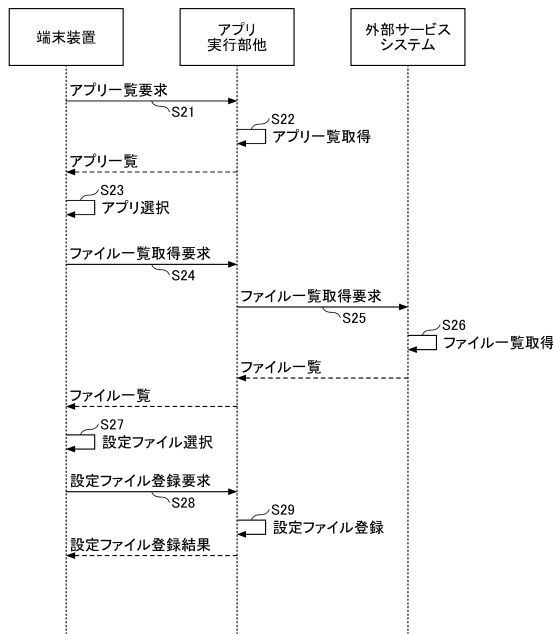 端末装置
アプリ
実行部他
外部サービス
システム
アプリ一覧要求
S21
S22
アプリ一覧取得
アプリ一覧
S23
アプリ選択
ファイル一覧取得要求
S24
ファイル一覧取得要求
S25
S26
ファイル一覧取得
ファイル一覧
ファイル一覧
S27
設定ファイル選択
設定ファイル登録要求
S28
S29
設定ファイル登録
設定ファイル登録結果